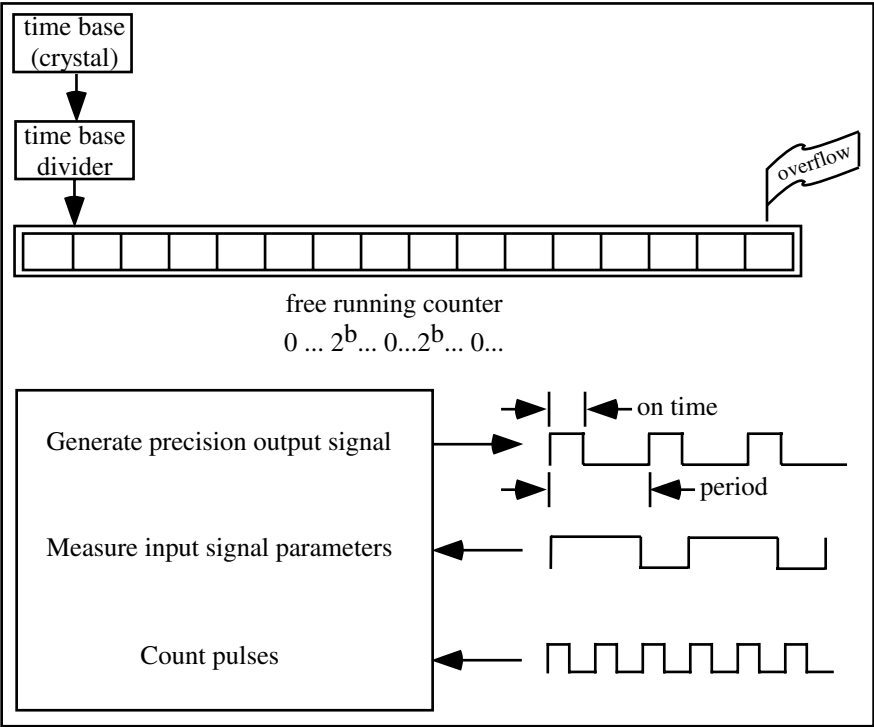 time base
(crystal)
time base
divider
overflow
free running counter
0 ... 2b... 0...2b... 0...
on time
Generate precision output signal
period
Measure input signal parameters
Count pulses